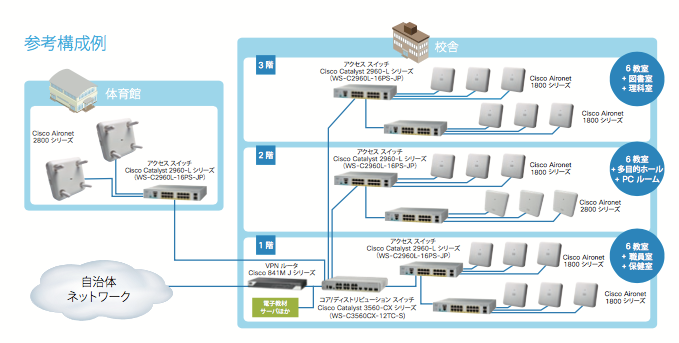 参考構成例
校舎
体育館
Cisco Aironet
2800 シリーズ
アクセス スイッチ
Cisco Catalyst 2960-L シリーズ
(WS-C2960L-16PS-JP)
3 階
アクセス スイッチ
Cisco Catalyst 2960-L シリーズ
(WS-C2960L-16PS-JP)
Cisco Aironet
1800 シリーズ
Cisco Aironet
1800 シリーズ
6 教室
+ 図書室
+ 理科室
2 階
アクセス スイッチ
Cisco Catalyst 2960-L シリーズ
(WS-C2960L-16PS-JP)
Cisco Aironet
1800 シリーズ
Cisco Aironet
2800 シリーズ
6 教室
+ 多目的ホール
+ PC ルーム
1 階
アクセス スイッチ
Cisco Catalyst 2960-L シリーズ
(WS-C2960L-16PS-JP)
Cisco Aironet
1800 シリーズ
Cisco Aironet
1800 シリーズ
6 教室
+ 職員室
+ 保健室
VPN ルータ
Cisco 841M J シリーズ
自治体
ネットワーク
電子教材
サーバほか
コア/ディストリビューション スイッチ
Cisco Catalyst 3560-CX シリーズ
(WS-C3560CX-12TC-S)